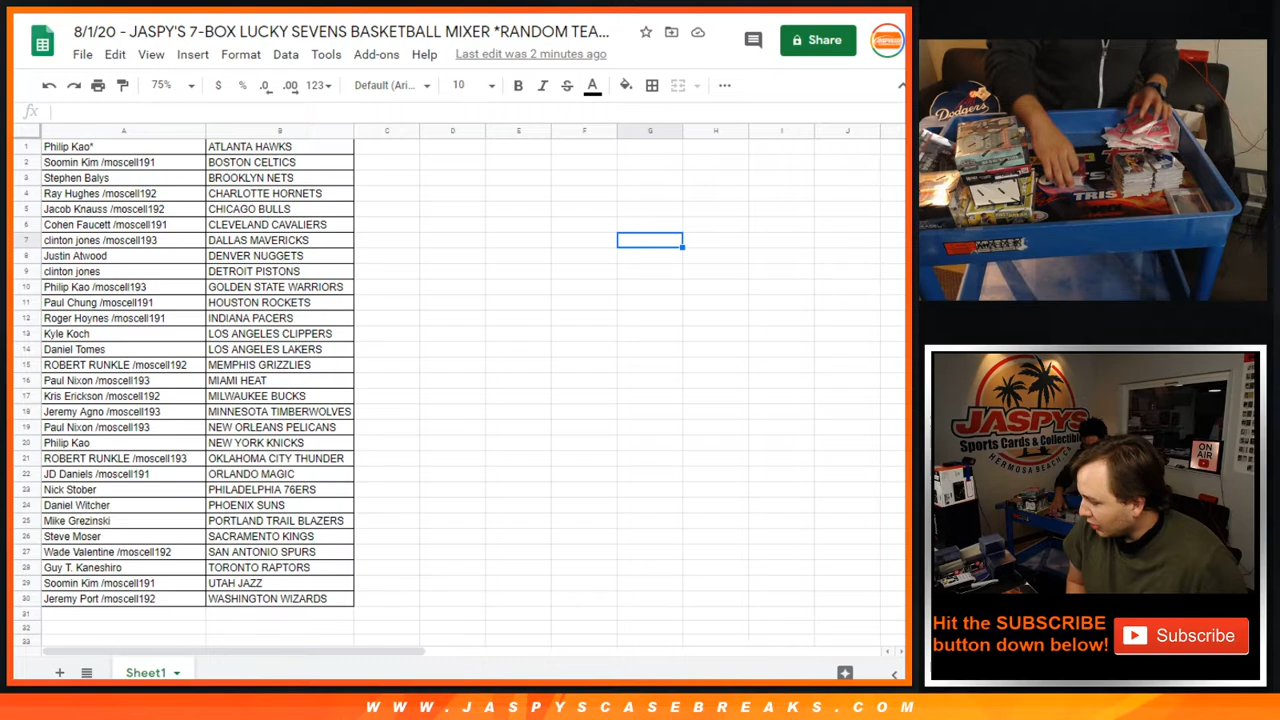 8/1/20 - JASPY'S 7-BOX LUCKY SEVENS BASKETBALL MIXER *RANDOM TEA...
Share
File Edit View Insert Format Data Tools Add-ons Help Last edit was 2 minutes ago
75% $ % .0 .00 123 Default (Ari... 10 B I S A
fx
A B C D E F G H I J
1 Philip Kao* ATLANTA HAWKS
2 Soomin Kim /moscell191 BOSTON CELTICS
3 Stephen Balys BROOKLYN NETS
4 Ray Hughes /moscell192 CHARLOTTE HORNETS
5 Jacob Knauss /moscell192 CHICAGO BULLS
6 Cohen Faucett /moscell191 CLEVELAND CAVALIERS
7 clinton jones /moscell193 DALLAS MAVERICKS
8 Justin Atwood DENVER NUGGETS
9 clinton jones DETROIT PISTONS
10 Philip Kao /moscell193 GOLDEN STATE WARRIORS
11 Paul Chung /moscell191 HOUSTON ROCKETS
12 Roger Hoynes /moscell191 INDIANA PACERS
13 Kyle Koch LOS ANGELES CLIPPERS
14 Daniel Tomes LOS ANGELES LAKERS
15 ROBERT RUNKLE /moscell192 MEMPHIS GRIZZLIES
16 Paul Nixon /moscell193 MIAMI HEAT
17 Kris Erickson /moscell192 MILWAUKEE BUCKS
18 Jeremy Agno /moscell193 MINNESOTA TIMBERWOLVES
19 Paul Nixon /moscell193 NEW ORLEANS PELICANS
20 Philip Kao NEW YORK KNICKS
21 ROBERT RUNKLE /moscell193 OKLAHOMA CITY THUNDER
22 JD Daniels /moscell191 ORLANDO MAGIC
23 Nick Stober PHILADELPHIA 76ERS
24 Daniel Witcher PHOENIX SUNS
25 Mike Grezinski PORTLAND TRAIL BLAZERS
26 Steve Moser SACRAMENTO KINGS
27 Wade Valentine /moscell192 SAN ANTONIO SPURS
28 Guy T. Kaneshiro TORONTO RAPTORS
29 Soomin Kim /moscell191 UTAH JAZZ
30 Jeremy Port /moscell192 WASHINGTON WIZARDS
31
32
33
Sheet1
Dodgers
JASPYS
Sports Cards & Collectible
HERMOSA BEACH, CA
ON
AIR
Hit the SUBSCRIBE
button down below!
Subscribe
WWW.JASPYSCASEBREAKS.COM